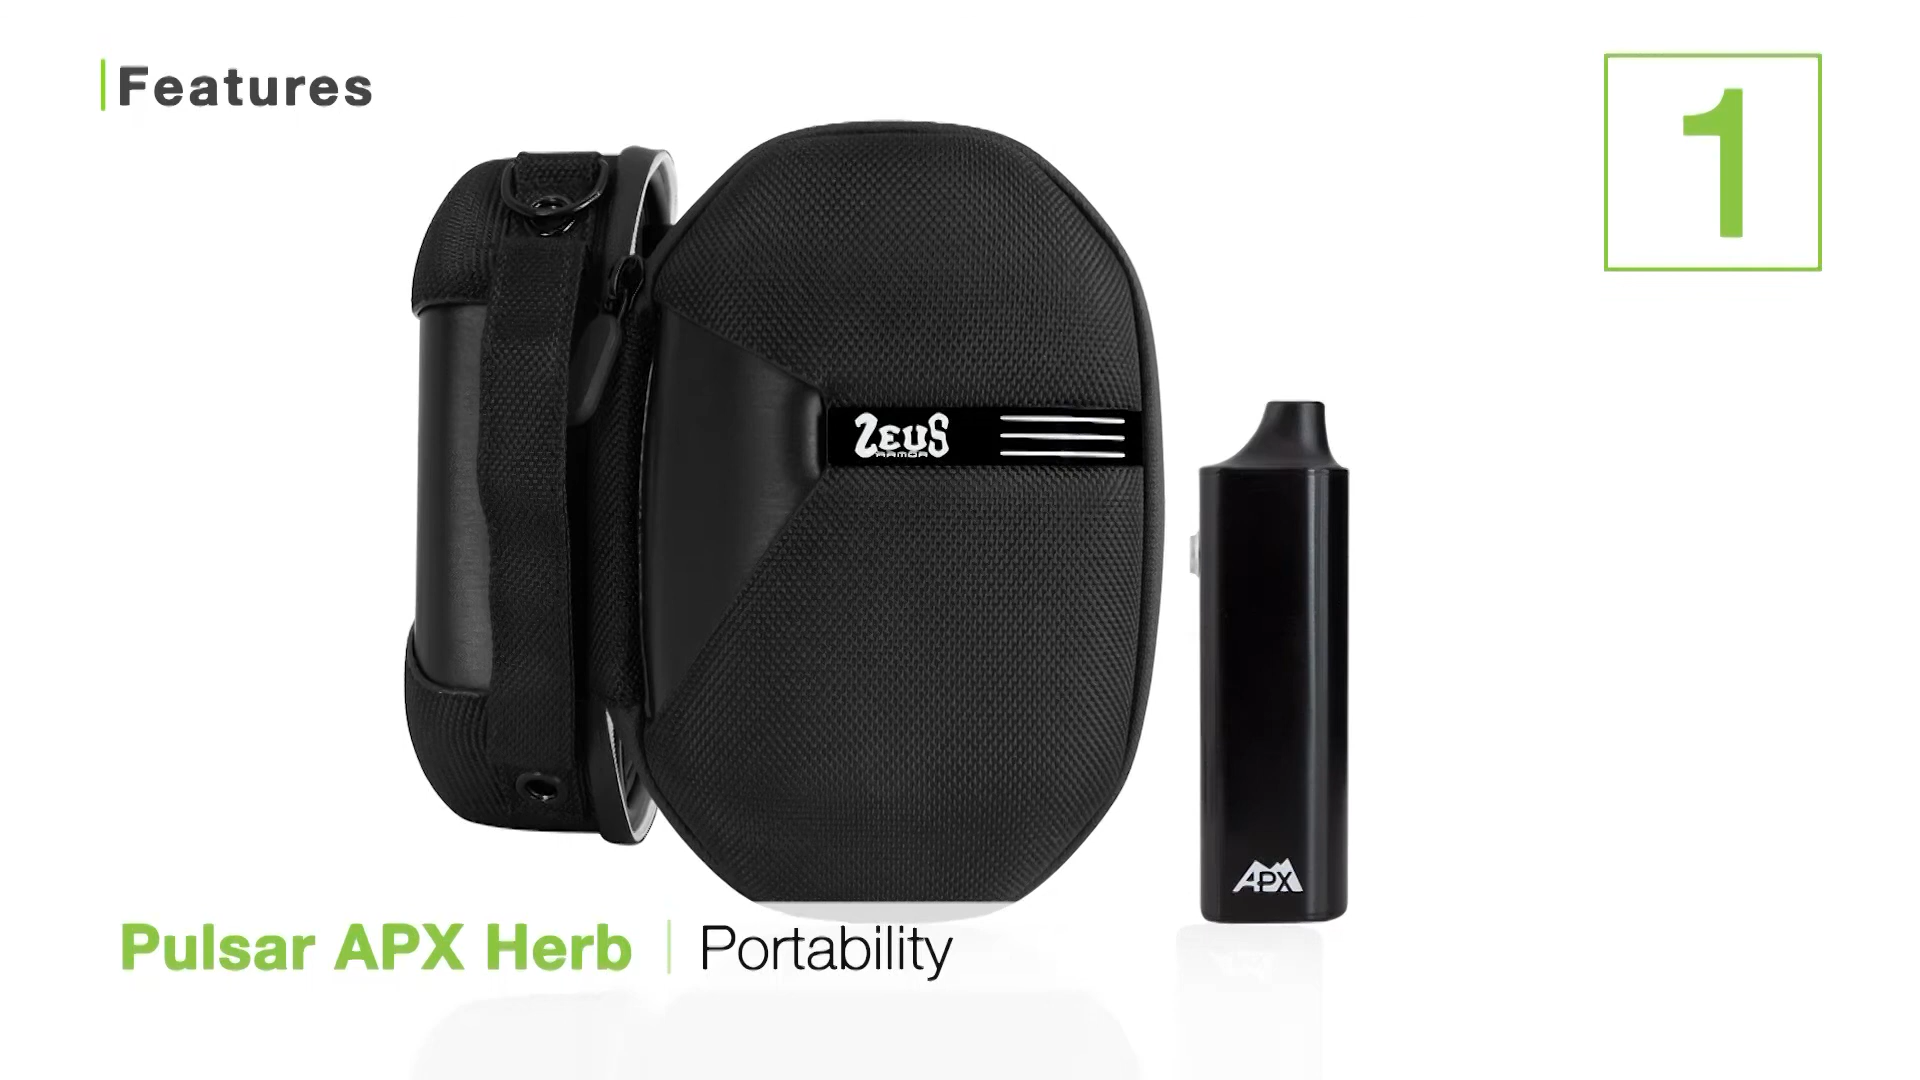 Features
1
ZEUS
ARMOR
APX
Pulsar APX Herb | Portability